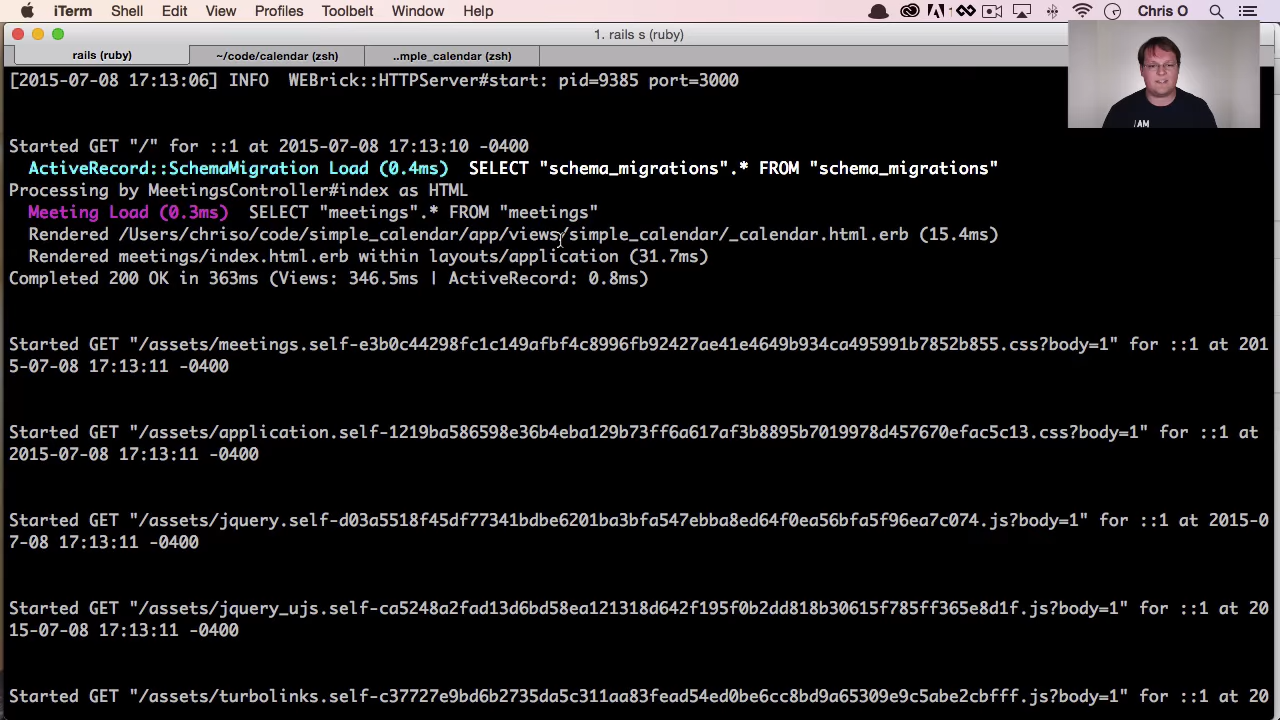 iTerm Shell Edit View Profiles Toolbelt Window Help Chris O
1. rails s (ruby)
rails (ruby) ~/code/calendar (zsh) ..mple_calendar (zsh)
[2015-07-08 17:13:06] INFO  WEBrick::HTTPServer#start: pid=9385 port=3000
Started GET "/" for ::1 at 2015-07-08 17:13:10 -0400
ActiveRecord::SchemaMigration Load (0.4ms)  SELECT "schema_migrations".* FROM "schema_migrations"
Processing by MeetingsController#index as HTML
Meeting Load (0.3ms)  SELECT "meetings".* FROM "meetings"
Rendered /Users/chriso/code/simple_calendar/app/views/simple_calendar/_calendar.html.erb (15.4ms)
Rendered meetings/index.html.erb within layouts/application (31.7ms)
Completed 200 OK in 363ms (Views: 346.5ms | ActiveRecord: 0.8ms)
Started GET "/assets/meetings.self-e3b0c44298fc1c149afbf4c8996fb92427ae41e4649b934ca495991b7852b855.css?body=1" for ::1 at 201
5-07-08 17:13:11 -0400
Started GET "/assets/application.self-1219ba586598e36b4eba129b73ff6a617af3b8895b7019978d457670efac5c13.css?body=1" for ::1 at
2015-07-08 17:13:11 -0400
Started GET "/assets/jquery.self-d03a5518f45df77341bdbe6201ba3bfa547ebba8ed64f0ea56bfa5f96ea7c074.js?body=1" for ::1 at 2015-0
7-08 17:13:11 -0400
Started GET "/assets/jquery_ujs.self-ca5248a2fad13d6bd58ea121318d642f195f0b2dd818b30615f785ff365e8d1f.js?body=1" for ::1 at 20
15-07-08 17:13:11 -0400
Started GET "/assets/turbolinks.self-c37727e9bd6b2735da5c311aa83fead54ed0be6cc8bd9a65309e9c5abe2cbfff.js?body=1" for ::1 at 20
I AM